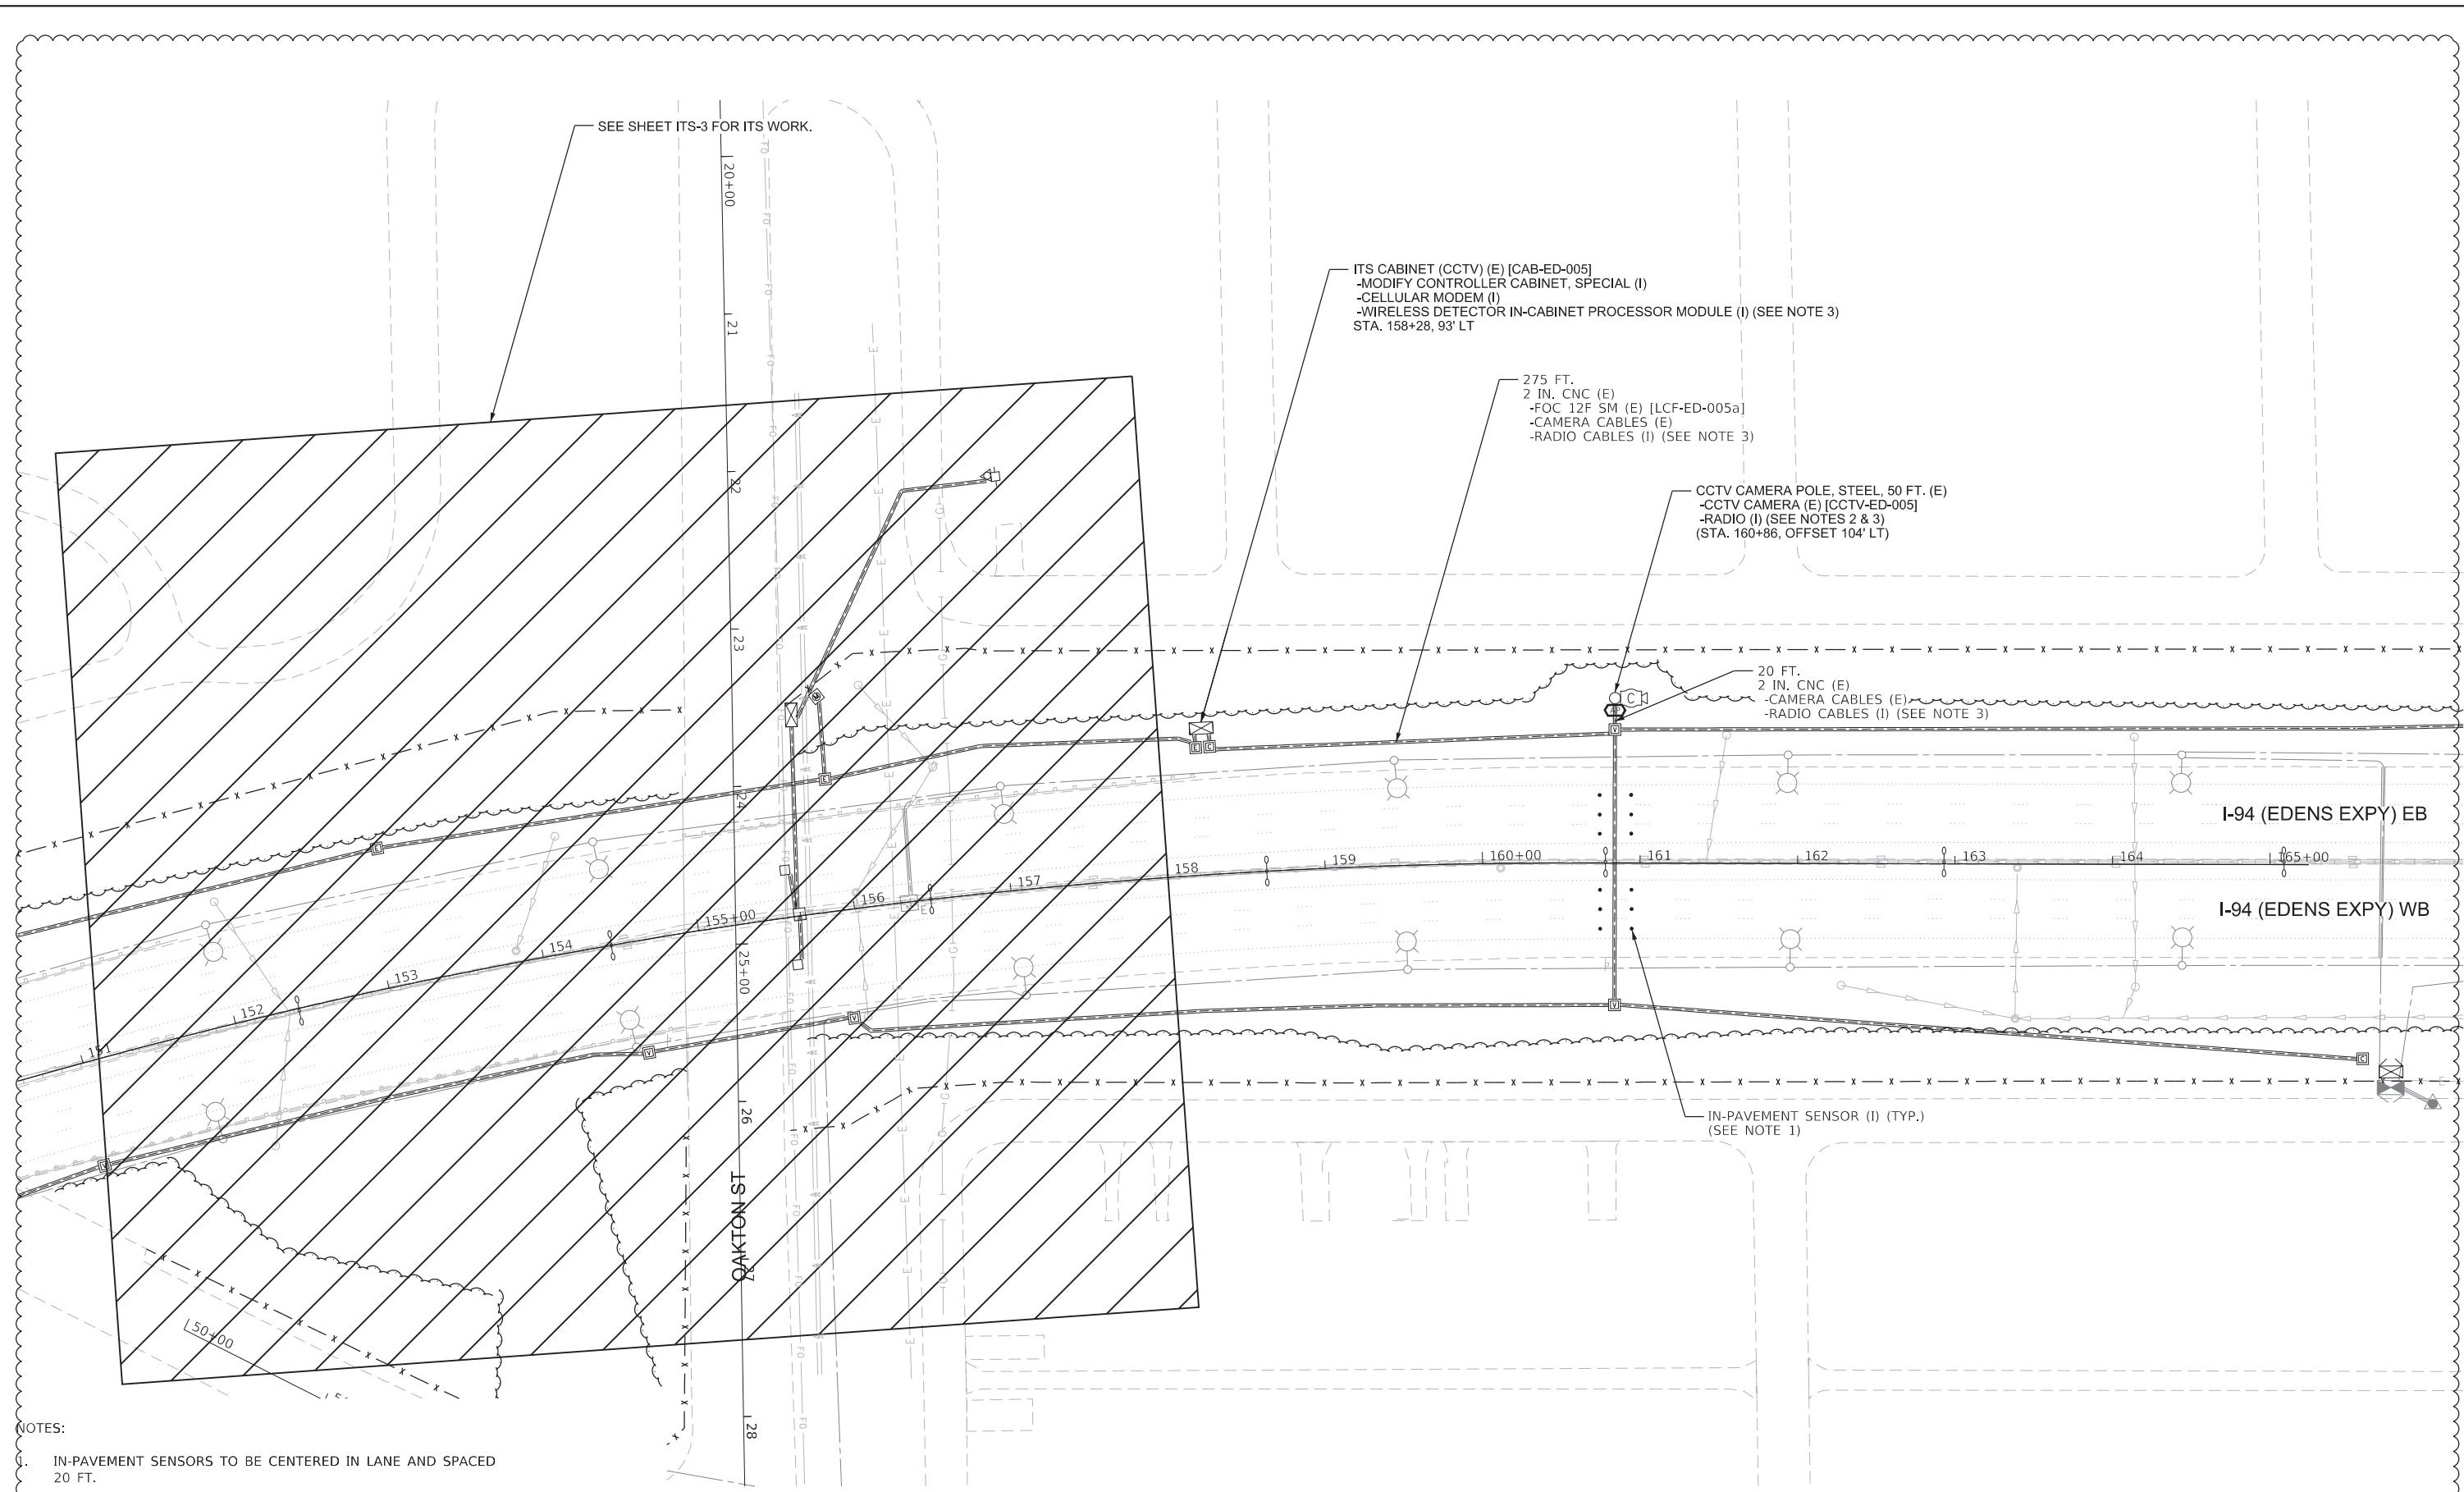 SEE SHEET ITS-3 FOR ITS WORK.
20+00
21
22
23
24
25+00
26
27
28
OAKTON ST
ITS CABINET (CCTV) (E) [CAB-ED-005]
-MODIFY CONTROLLER CABINET, SPECIAL (I)
-CELLULAR MODEM (I)
-WIRELESS DETECTOR IN-CABINET PROCESSOR MODULE (I) (SEE NOTE 3)
STA. 158+28, 93' LT
275 FT.
2 IN. CNC (E)
-FOC 12F SM (E) [LCF-ED-005a]
-CAMERA CABLES (E)
-RADIO CABLES (I) (SEE NOTE 3)
CCTV CAMERA POLE, STEEL, 50 FT. (E)
-CCTV CAMERA (E) [CCTV-ED-005]
-RADIO (I) (SEE NOTES 2 & 3)
(STA. 160+86, OFFSET 104' LT)
20 FT.
2 IN. CNC (E)
-CAMERA CABLES (E)
-RADIO CABLES (I) (SEE NOTE 3)
C
AP
I-94 (EDENS EXPY) EB
151
152
153
154
155+00
156
157
158
159
160+00
161
162
163
164
165+00
I-94 (EDENS EXPY) WB
IN-PAVEMENT SENSOR (I) (TYP.)
(SEE NOTE 1)
50+00
NOTES:
1. IN-PAVEMENT SENSORS TO BE CENTERED IN LANE AND SPACED
20 FT.